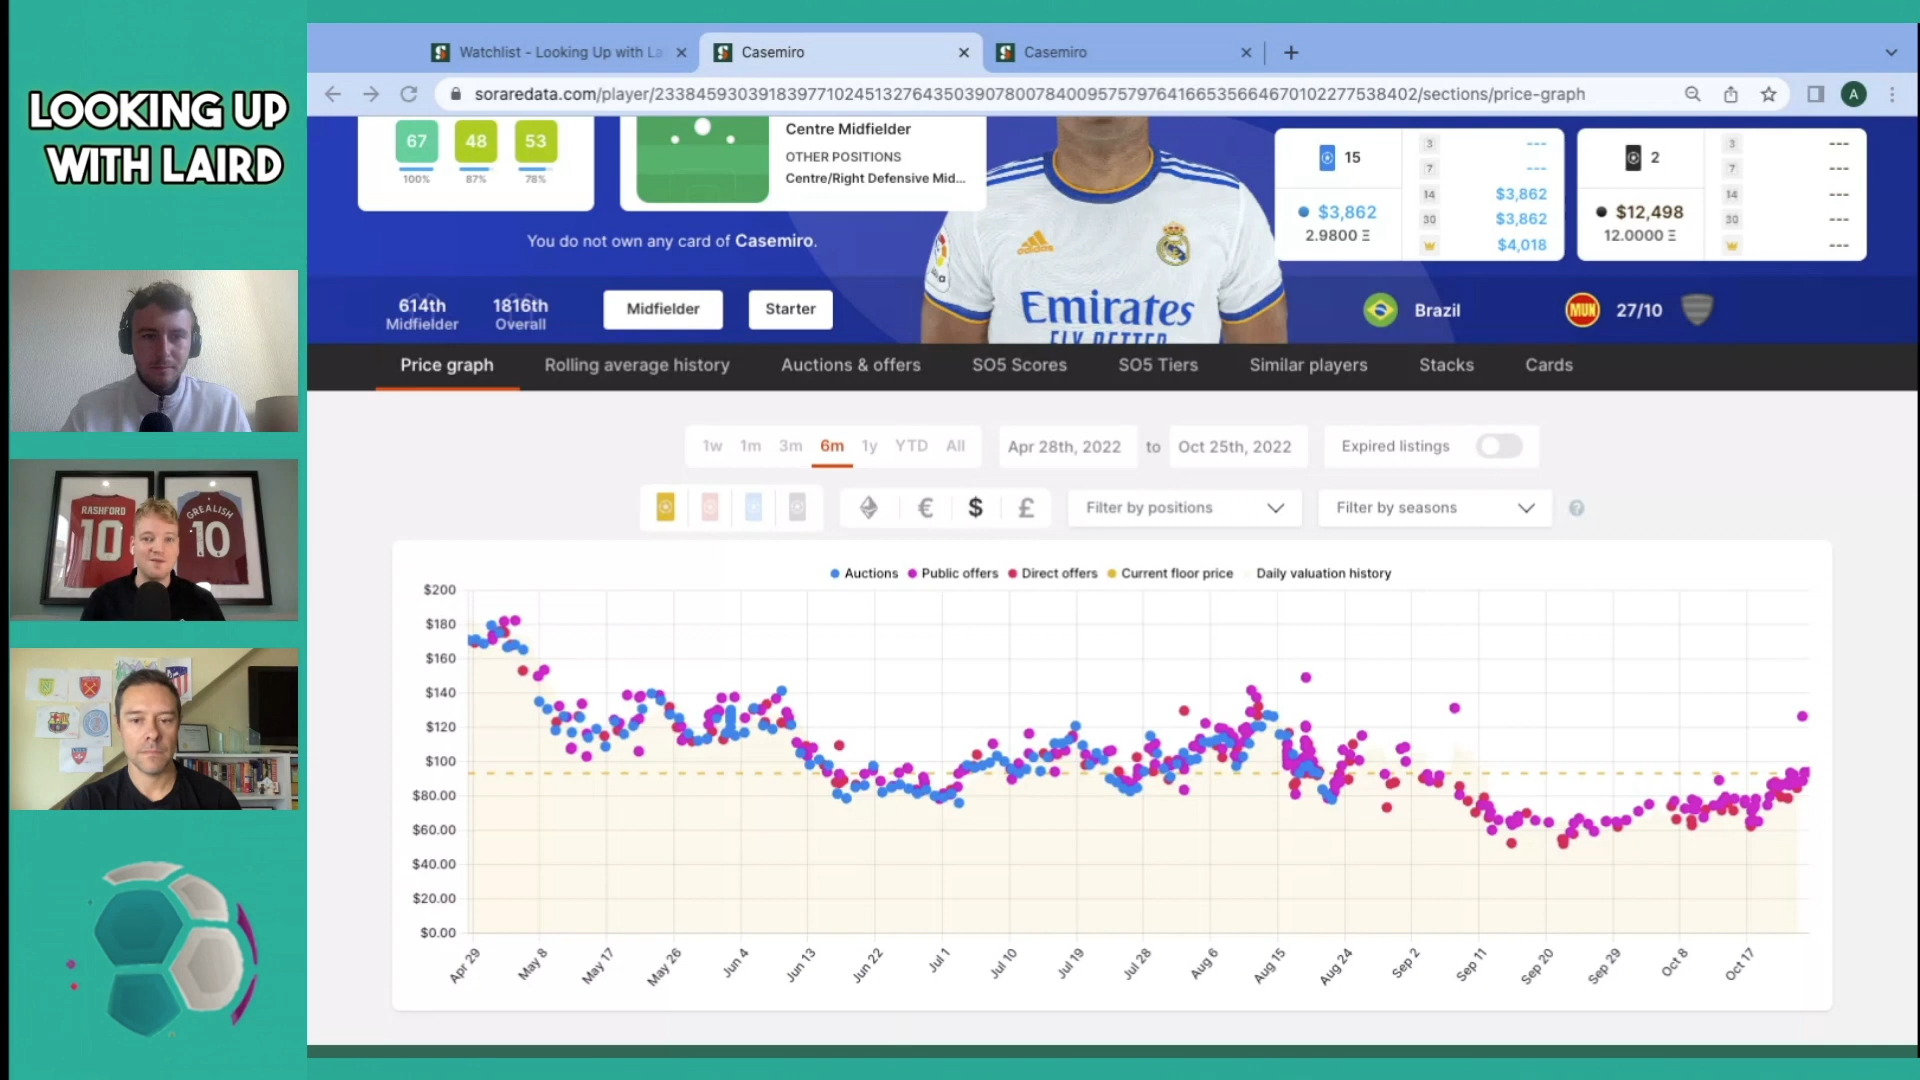 LOOKING UP
WITH LAIRD
RASHFORD
10
GREALISH
10
Watchlist - Looking Up with La
Casemiro
Casemiro
soraredata.com/player/23384593039183977102451327643503907800784009575797641665356646701022775384​02/sections/price-graph
A
67
48
53
100%
87%
78%
Centre Midfielder
OTHER POSITIONS
Centre/Right Defensive Mid...
You do not own any card of Casemiro.
Emirates
FLY BETTER
15
$3,862
2.9800 Ξ
3 ---
7 ---
14 $3,862
30 $3,862
$4,018
2
$12,498
12.0000 Ξ
3 ---
7 ---
14 ---
30 ---
---
614th
Midfielder
1816th
Overall
Midfielder
Starter
Brazil
MUN
27/10
Price graph
Rolling average history
Auctions & offers
SO5 Scores
SO5 Tiers
Similar players
Stacks
Cards
1w 1m 3m 6m 1y YTD All
Apr 28th, 2022 to Oct 25th, 2022
Expired listings
€ $ £
Filter by positions
Filter by seasons
?
Auctions Public offers Direct offers Current floor price Daily valuation history
$200
$180
$160
$140
$120
$100
$80.00
$60.00
$40.00
$20.00
$0.00
Apr 29
May 8
May 17
May 26
Jun 4
Jun 13
Jun 22
Jul 1
Jul 10
Jul 19
Jul 28
Aug 6
Aug 15
Aug 24
Sep 2
Sep 11
Sep 20
Sep 29
Oct 8
Oct 17